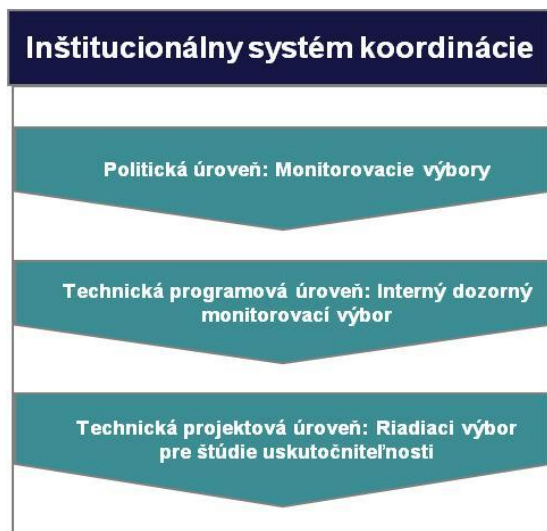 Inštitucionálny systém koordinácie
Politická úroveň: Monitorovacie výbory
Technická programová úroveň: Interný dozorný
monitorovací výbor
Technická projektová úroveň: Riadiaci výbor
pre štúdie uskutočniteľnosti